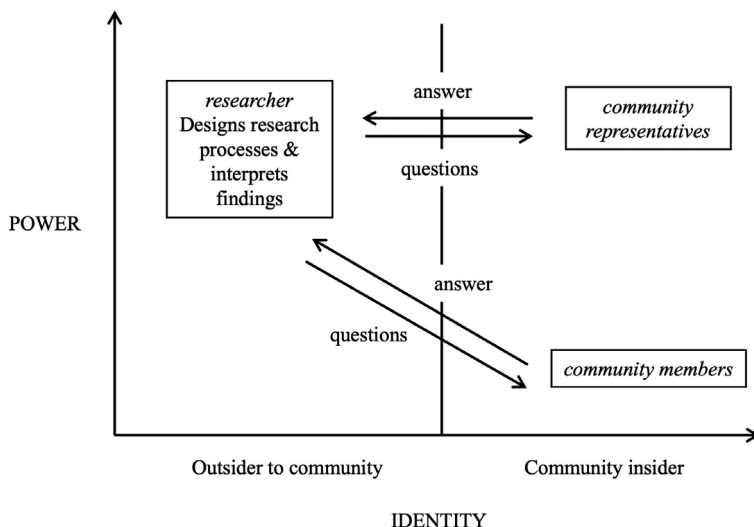 researcher
Designs research
processes &
interprets
findings
answer
questions
community
representatives
POWER
answer
questions
community members
Outsider to community
Community insider
IDENTITY